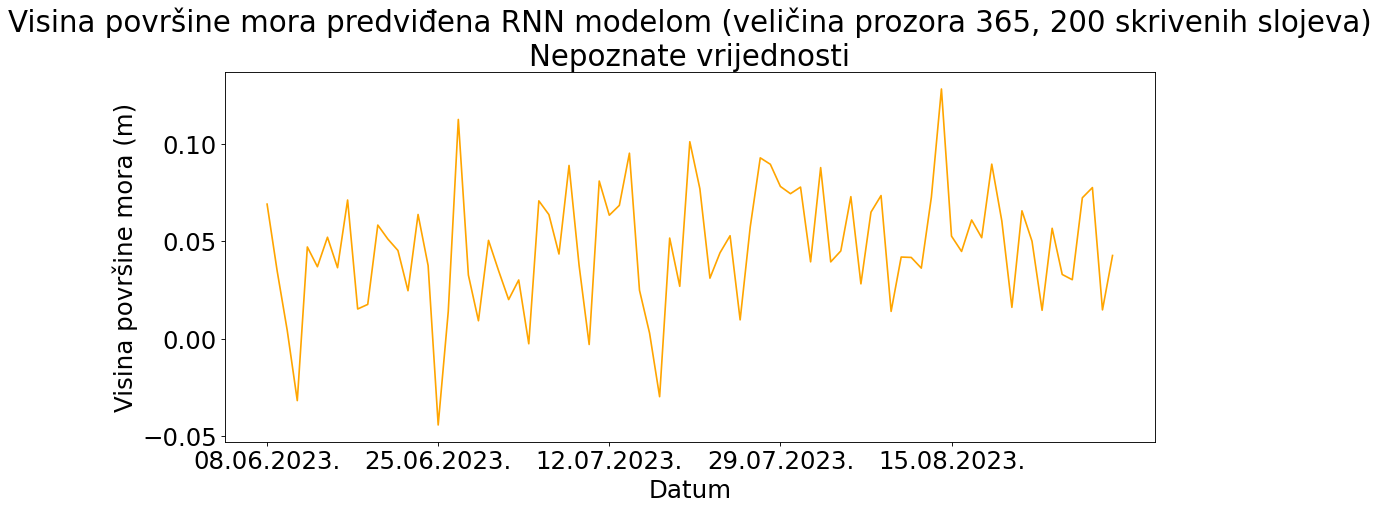 Visina površine mora predviđena RNN modelom (veličina prozora 365, 200 skrivenih slojeva)
Nepoznate vrijednosti
Visina površine mora (m)
0.10
0.05
0.00
−0.05
08.06.2023. 25.06.2023. 12.07.2023. 29.07.2023. 15.08.2023.
Datum